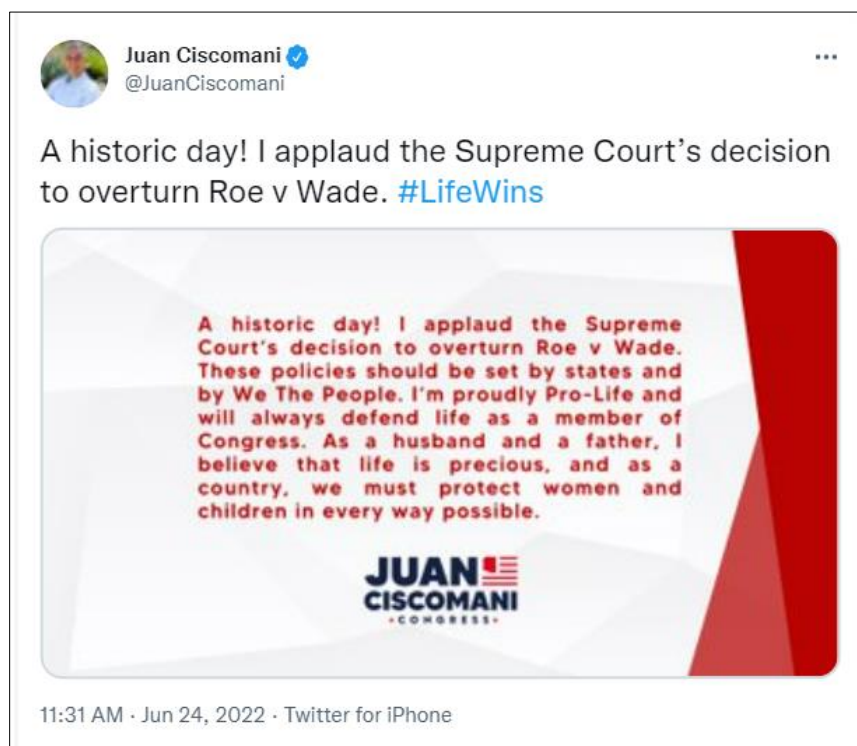 Juan Ciscomani
@JuanCiscomani
A historic day! I applaud the Supreme Court’s decision
to overturn Roe v Wade. #LifeWins
A historic day! I applaud the Supreme
Court's decision to overturn Roe v Wade.
These policies should be set by states and
by We The People. I'm proudly Pro-Life and
will always defend life as a member of
Congress. As a husband and a father, I
believe that life is precious, and as a
country, we must protect women and
children in every way possible.
JUAN
CISCOMANI
•CONGRESS•
11:31 AM · Jun 24, 2022 · Twitter for iPhone